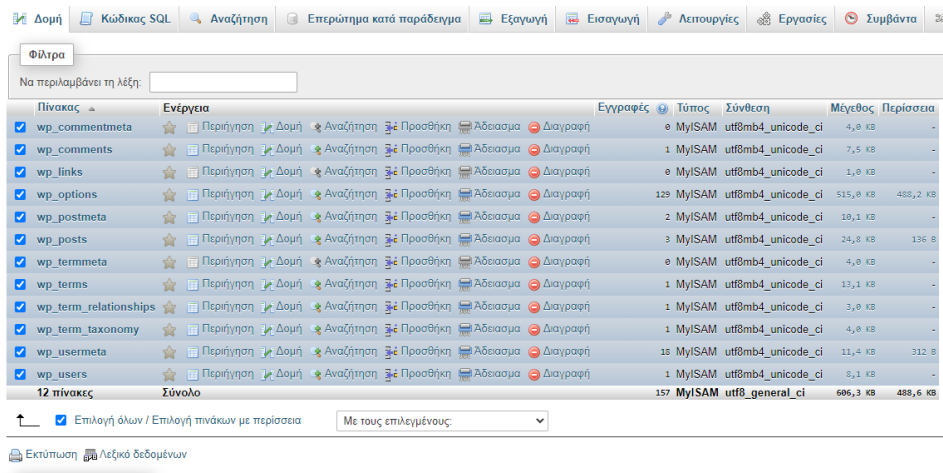 Δομή Κώδικας SQL Αναζήτηση Επερώτημα κατά παράδειγμα Εξαγωγή Εισαγωγή Λειτουργίες Εργασίες Συμβάντα
Φίλτρα
Να περιλαμβάνει τη λέξη:
Πίνακας Ενέργεια Εγγραφές Τύπος Σύνθεση Μέγεθος Περίσσεια
wp_commentmeta Περιήγηση Δομή Αναζήτηση Προσθήκη Άδειασμα Διαγραφή 0 MyISAM utf8mb4_unicode_ci 4,0 KB -
wp_comments Περιήγηση Δομή Αναζήτηση Προσθήκη Άδειασμα Διαγραφή 1 MyISAM utf8mb4_unicode_ci 7,5 KB -
wp_links Περιήγηση Δομή Αναζήτηση Προσθήκη Άδειασμα Διαγραφή 0 MyISAM utf8mb4_unicode_ci 1,0 KB -
wp_options Περιήγηση Δομή Αναζήτηση Προσθήκη Άδειασμα Διαγραφή 129 MyISAM utf8mb4_unicode_ci 515,0 KB 488,2 KB
wp_postmeta Περιήγηση Δομή Αναζήτηση Προσθήκη Άδειασμα Διαγραφή 2 MyISAM utf8mb4_unicode_ci 10,1 KB -
wp_posts Περιήγηση Δομή Αναζήτηση Προσθήκη Άδειασμα Διαγραφή 3 MyISAM utf8mb4_unicode_ci 24,8 KB 136 B
wp_termmeta Περιήγηση Δομή Αναζήτηση Προσθήκη Άδειασμα Διαγραφή 0 MyISAM utf8mb4_unicode_ci 4,0 KB -
wp_terms Περιήγηση Δομή Αναζήτηση Προσθήκη Άδειασμα Διαγραφή 1 MyISAM utf8mb4_unicode_ci 13,1 KB -
wp_term_relationships Περιήγηση Δομή Αναζήτηση Προσθήκη Άδειασμα Διαγραφή 1 MyISAM utf8mb4_unicode_ci 3,0 KB -
wp_term_taxonomy Περιήγηση Δομή Αναζήτηση Προσθήκη Άδειασμα Διαγραφή 1 MyISAM utf8mb4_unicode_ci 4,0 KB -
wp_usermeta Περιήγηση Δομή Αναζήτηση Προσθήκη Άδειασμα Διαγραφή 18 MyISAM utf8mb4_unicode_ci 11,4 KB 312 B
wp_users Περιήγηση Δομή Αναζήτηση Προσθήκη Άδειασμα Διαγραφή 1 MyISAM utf8mb4_unicode_ci 8,1 KB -
12 πίνακες Σύνολο 157 MyISAM utf8_general_ci 606,3 KB 488,6 KB
Επιλογή όλων / Επιλογή πινάκων με περίσσεια Με τους επιλεγμένους:
Εκτύπωση Λεξικό δεδομένων